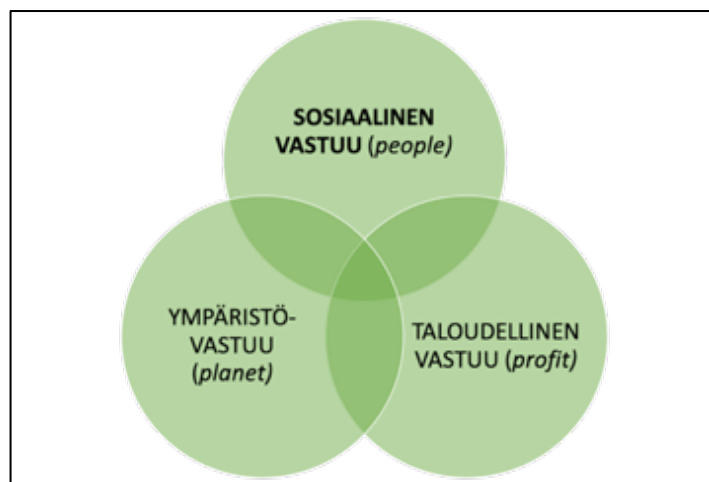 SOSIAALINEN
VASTUU (people)
YMPÄRISTÖ-
VASTUU
(planet)
TALOUDELLINEN
VASTUU (profit)